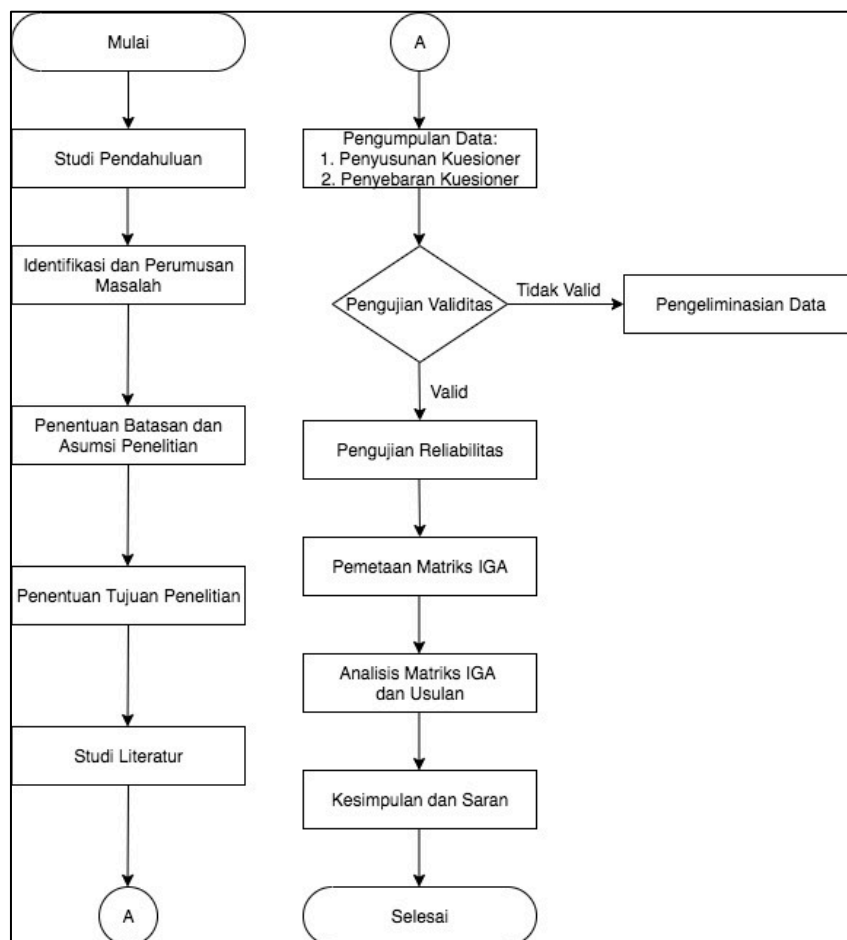 Mulai
Studi Pendahuluan
Identifikasi dan Perumusan
Masalah
Penentuan Batasan dan
Asumsi Penelitian
Penentuan Tujuan Penelitian
Studi Literatur
A
A
Pengumpulan Data:
1. Penyusunan Kuesioner
2. Penyebaran Kuesioner
Pengujian Validitas
Tidak Valid
Pengeliminasian Data
Valid
Pengujian Reliabilitas
Pemetaan Matriks IGA
Analisis Matriks IGA
dan Usulan
Kesimpulan dan Saran
Selesai